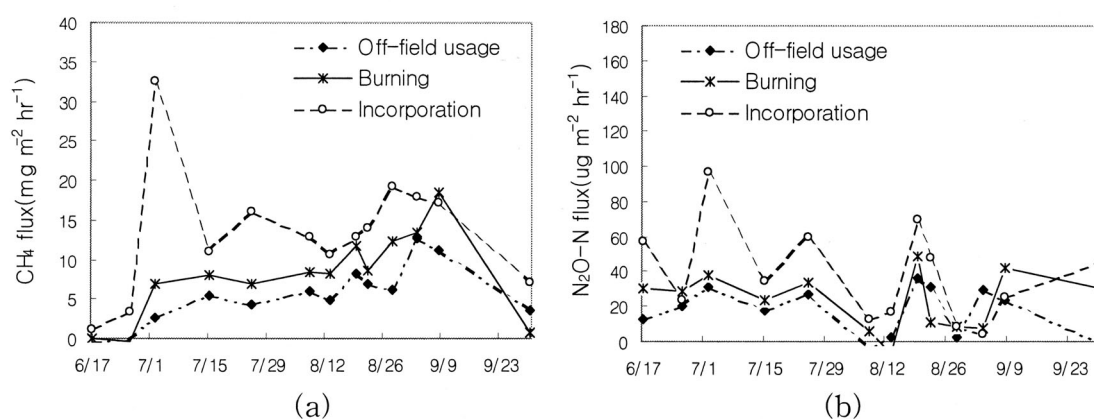 40
35
30
25
20
15
10
5
0
CH₄ flux(mg m⁻² hr⁻¹)
Off-field usage
Burning
Incorporation
6/17 7/1 7/15 7/29 8/12 8/26 9/9 9/23
(a)
180
160
140
120
100
80
60
40
20
0
N₂O-N flux(ug m⁻² hr⁻¹)
Off-field usage
Burning
Incorporation
6/17 7/1 7/15 7/29 8/12 8/26 9/9 9/23
(b)